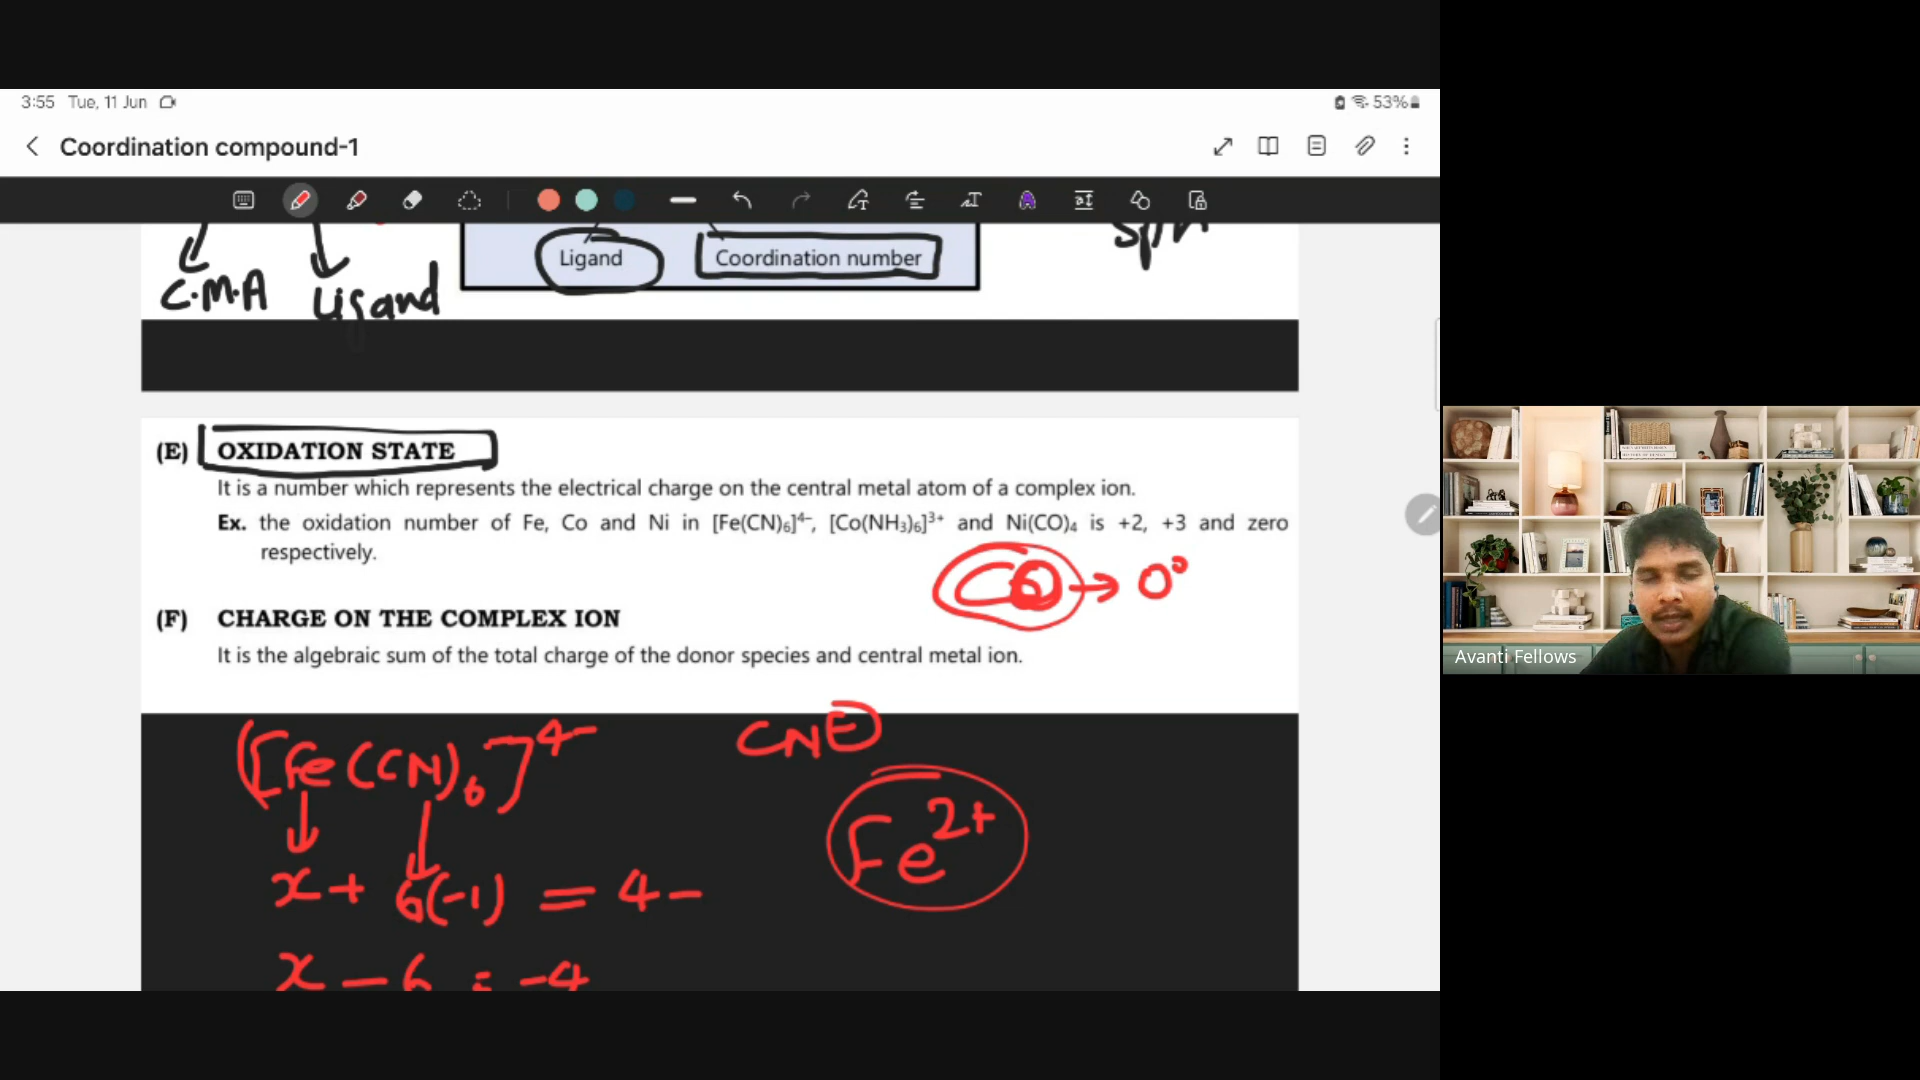 3:55 Tue, 11 Jun
53%
Coordination compound-1
Ligand
Coordination number
Spin
C.M.A
Ligand
(E) OXIDATION STATE
It is a number which represents the electrical charge on the central metal atom of a complex ion.
Ex. the oxidation number of Fe, Co and Ni in [Fe(CN)₆]⁴⁻, [Co(NH₃)₆]³⁺ and Ni(CO)₄ is +2, +3 and zero
respectively.
→ 0°
(F) CHARGE ON THE COMPLEX ION
It is the algebraic sum of the total charge of the donor species and central metal ion.
[Fe(CN)₆]⁴⁻
CN⊖
Fe²⁺
x + 6(-1) = 4-
x - 6 = -4
Avanti Fellows